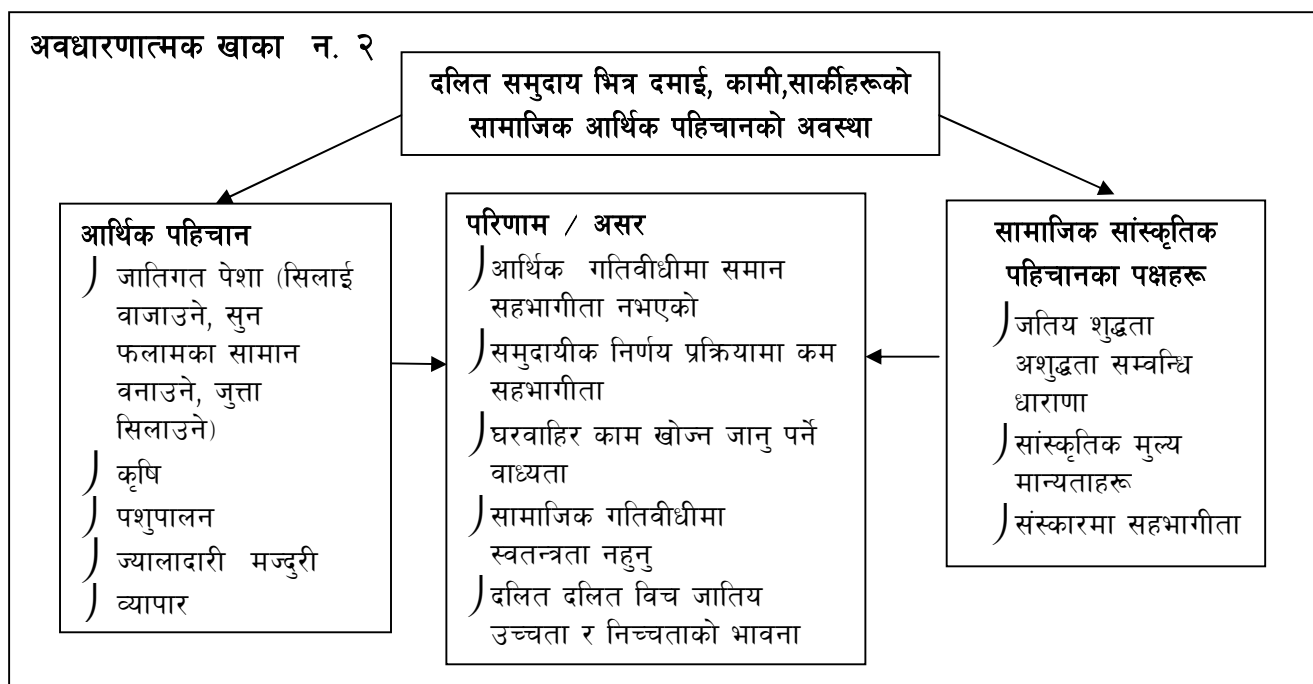 अवधारणात्मक खाका न. २
दलित समुदाय भित्र दमाई, कामी,सार्कीहरूको
सामाजिक आर्थिक पहिचानको अवस्था
आर्थिक पहिचान
जातिगत पेशा (सिलाई
वाजाउने, सुन
फलामका सामान
वनाउने, जुत्ता
सिलाउने)
कृषि
पशुपालन
ज्यालादारी मज्दुरी
व्यापार
परिणाम / असर
आर्थिक गतिवीधीमा समान
सहभागीता नभएको
समुदायीक निर्णय प्रक्रियामा कम
सहभागीता
घरवाहिर काम खोज्न जानु पर्ने
वाध्यता
सामाजिक गतिवीधीमा
स्वतन्त्रता नहुनु
दलित दलित विच जातिय
उच्चता र निच्चताको भावना
सामाजिक सांस्कृतिक
पहिचानका पक्षहरू
जतिय शुद्धता
अशुद्धता सम्वन्धि
धाराणा
सांस्कृतिक मुल्य
मान्यताहरू
संस्कारमा सहभागीता